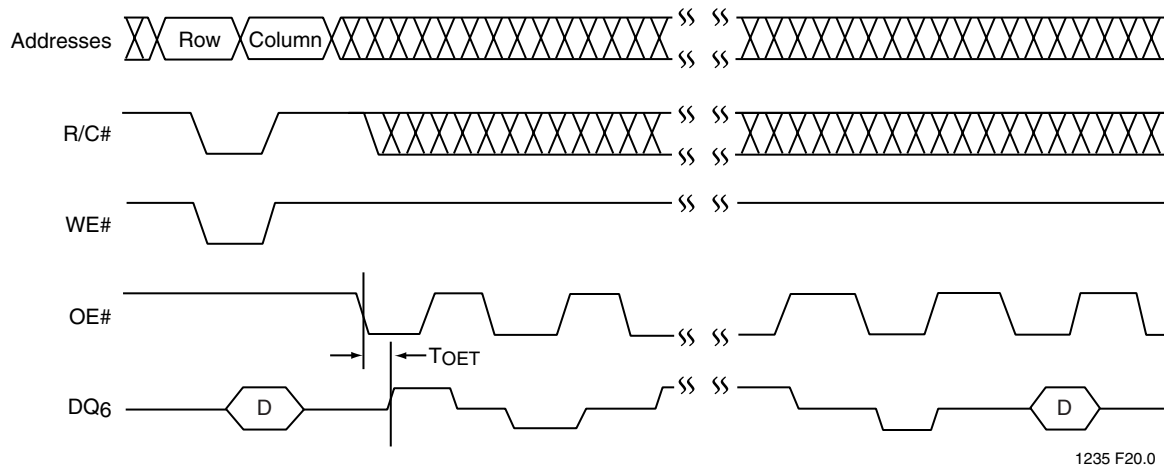 Addresses Row Column
R/C#
WE#
OE#
TOET
DQ6 D D
1235 F20.0